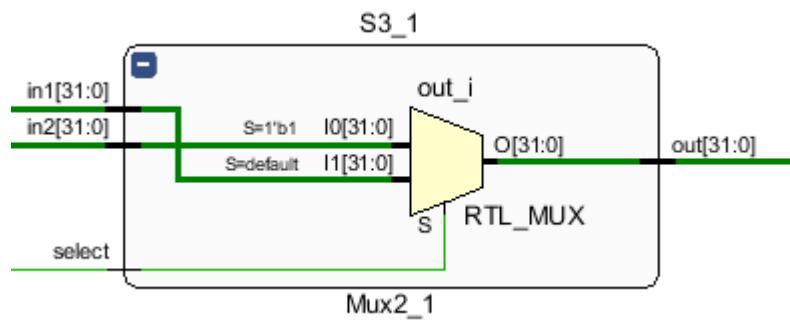 S3_1
out_i
in1[31:0]
in2[31:0]
S=1'b1 I0[31:0]
S=default I1[31:0]
O[31:0]
out[31:0]
S
RTL_MUX
select
Mux2_1